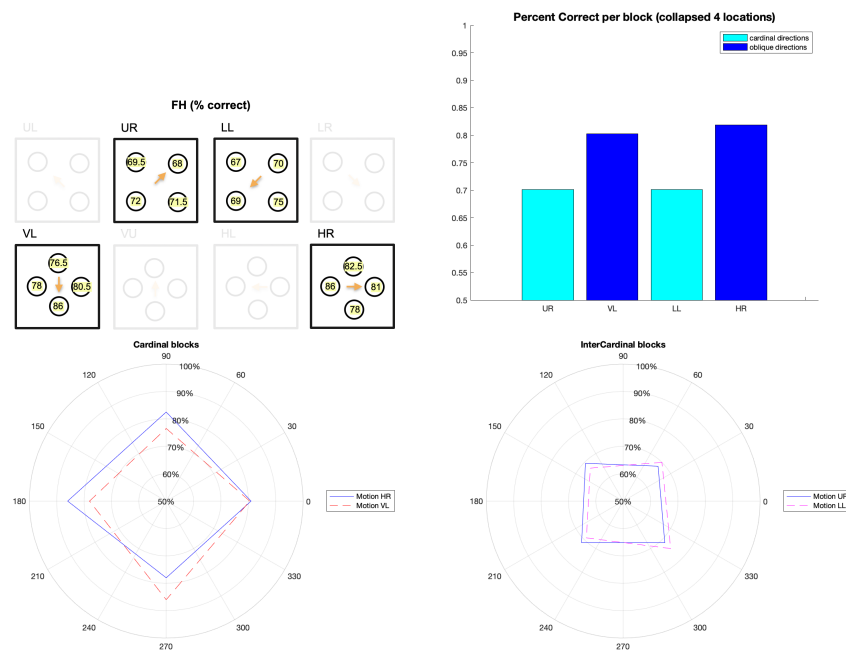 Percent Correct per block (collapsed 4 locations)
1
0.95
0.9
0.85
0.8
0.75
0.7
0.65
0.6
0.55
0.5
cardinal directions
oblique directions
UR
VL
LL
HR
FH (% correct)
UL
UR
LL
LR
69.5
68
72
71.5
67
70
69
75
VL
VU
HL
HR
76.5
78
80.5
86
82.5
86
81
78
Cardinal blocks
90
100%
60
120
90%
30
150
80%
70%
60%
180
50%
0
Motion HR
Motion VL
210
330
240
300
270
InterCardinal blocks
90
100%
60
120
90%
30
150
80%
70%
60%
180
50%
0
Motion UR
Motion LL
210
330
240
300
270